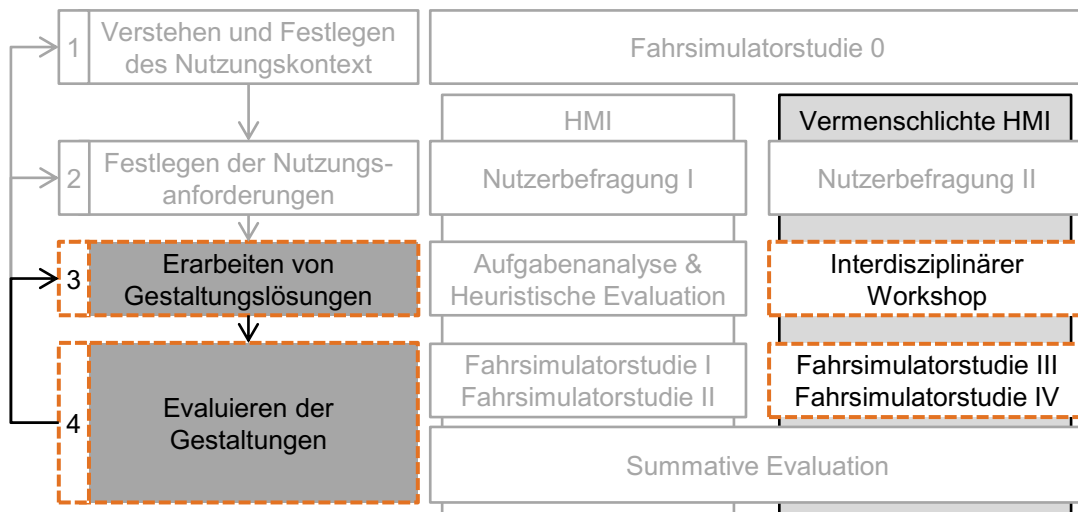 1
Verstehen und Festlegen
des Nutzungskontext
Fahrsimulatorstudie 0
HMI
Vermenschlichte HMI
2
Festlegen der Nutzungs-
anforderungen
Nutzerbefragung I
Nutzerbefragung II
3
Erarbeiten von
Gestaltungslösungen
Aufgabenanalyse &
Heuristische Evaluation
Interdisziplinärer
Workshop
4
Evaluieren der
Gestaltungen
Fahrsimulatorstudie I
Fahrsimulatorstudie II
Fahrsimulatorstudie III
Fahrsimulatorstudie IV
Summative Evaluation